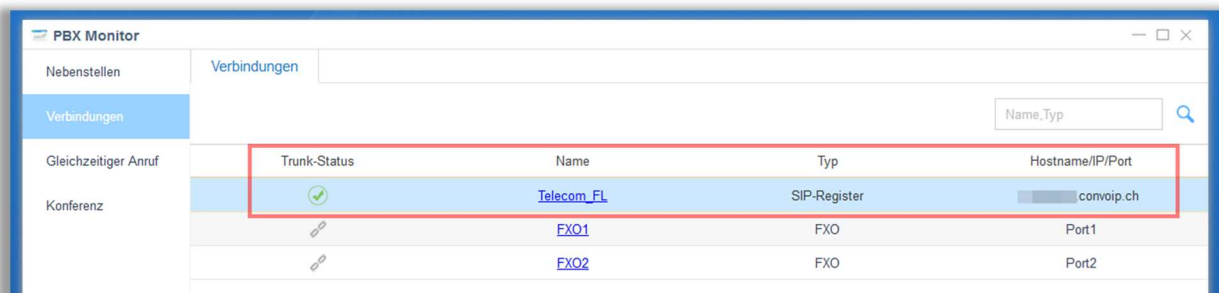 PBX Monitor
Nebenstellen
Verbindungen
Gleichzeitiger Anruf
Konferenz
Verbindungen
Name,Typ
Trunk-Status Name Typ Hostname/IP/Port
Telecom_FL SIP-Register .convoip.ch
FXO1 FXO Port1
FXO2 FXO Port2